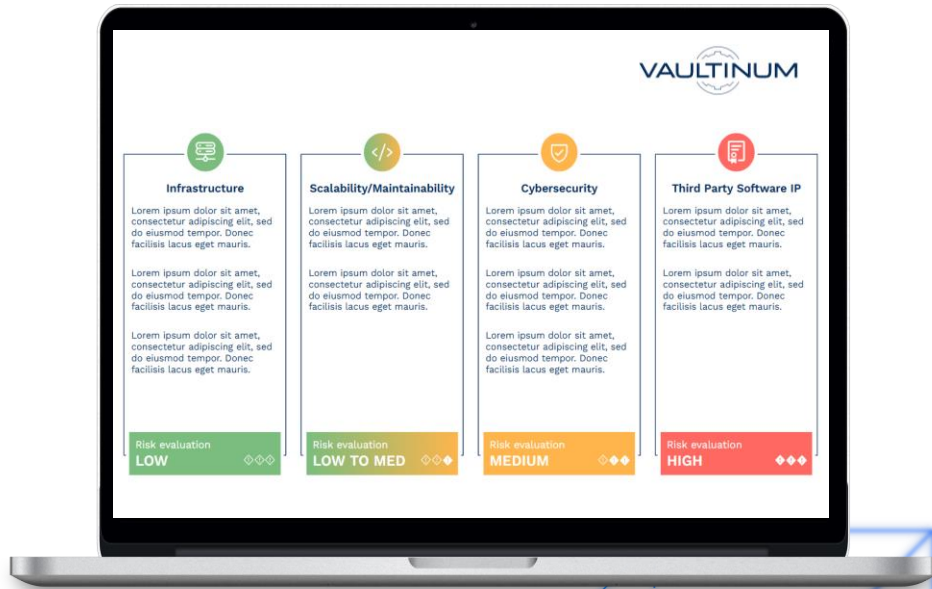 VAULTINUM
Infrastructure
Lorem ipsum dolor sit amet,
consectetur adipiscing elit, sed
do eiusmod tempor. Donec
facilisis lacus eget mauris.
Lorem ipsum dolor sit amet,
consectetur adipiscing elit, sed
do eiusmod tempor. Donec
facilisis lacus eget mauris.
Lorem ipsum dolor sit amet,
consectetur adipiscing elit, sed
do eiusmod tempor. Donec
facilisis lacus eget mauris.
Risk evaluation
LOW
Scalability/Maintainability
Lorem ipsum dolor sit amet,
consectetur adipiscing elit, sed
do eiusmod tempor. Donec
facilisis lacus eget mauris.
Lorem ipsum dolor sit amet,
consectetur adipiscing elit, sed
do eiusmod tempor. Donec
facilisis lacus eget mauris.
Risk evaluation
LOW TO MED
Cybersecurity
Lorem ipsum dolor sit amet,
consectetur adipiscing elit, sed
do eiusmod tempor. Donec
facilisis lacus eget mauris.
Lorem ipsum dolor sit amet,
consectetur adipiscing elit, sed
do eiusmod tempor. Donec
facilisis lacus eget mauris.
Lorem ipsum dolor sit amet,
consectetur adipiscing elit, sed
do eiusmod tempor. Donec
facilisis lacus eget mauris.
Risk evaluation
MEDIUM
Third Party Software IP
Lorem ipsum dolor sit amet,
consectetur adipiscing elit, sed
do eiusmod tempor. Donec
facilisis lacus eget mauris.
Lorem ipsum dolor sit amet,
consectetur adipiscing elit, sed
do eiusmod tempor. Donec
facilisis lacus eget mauris.
Risk evaluation
HIGH